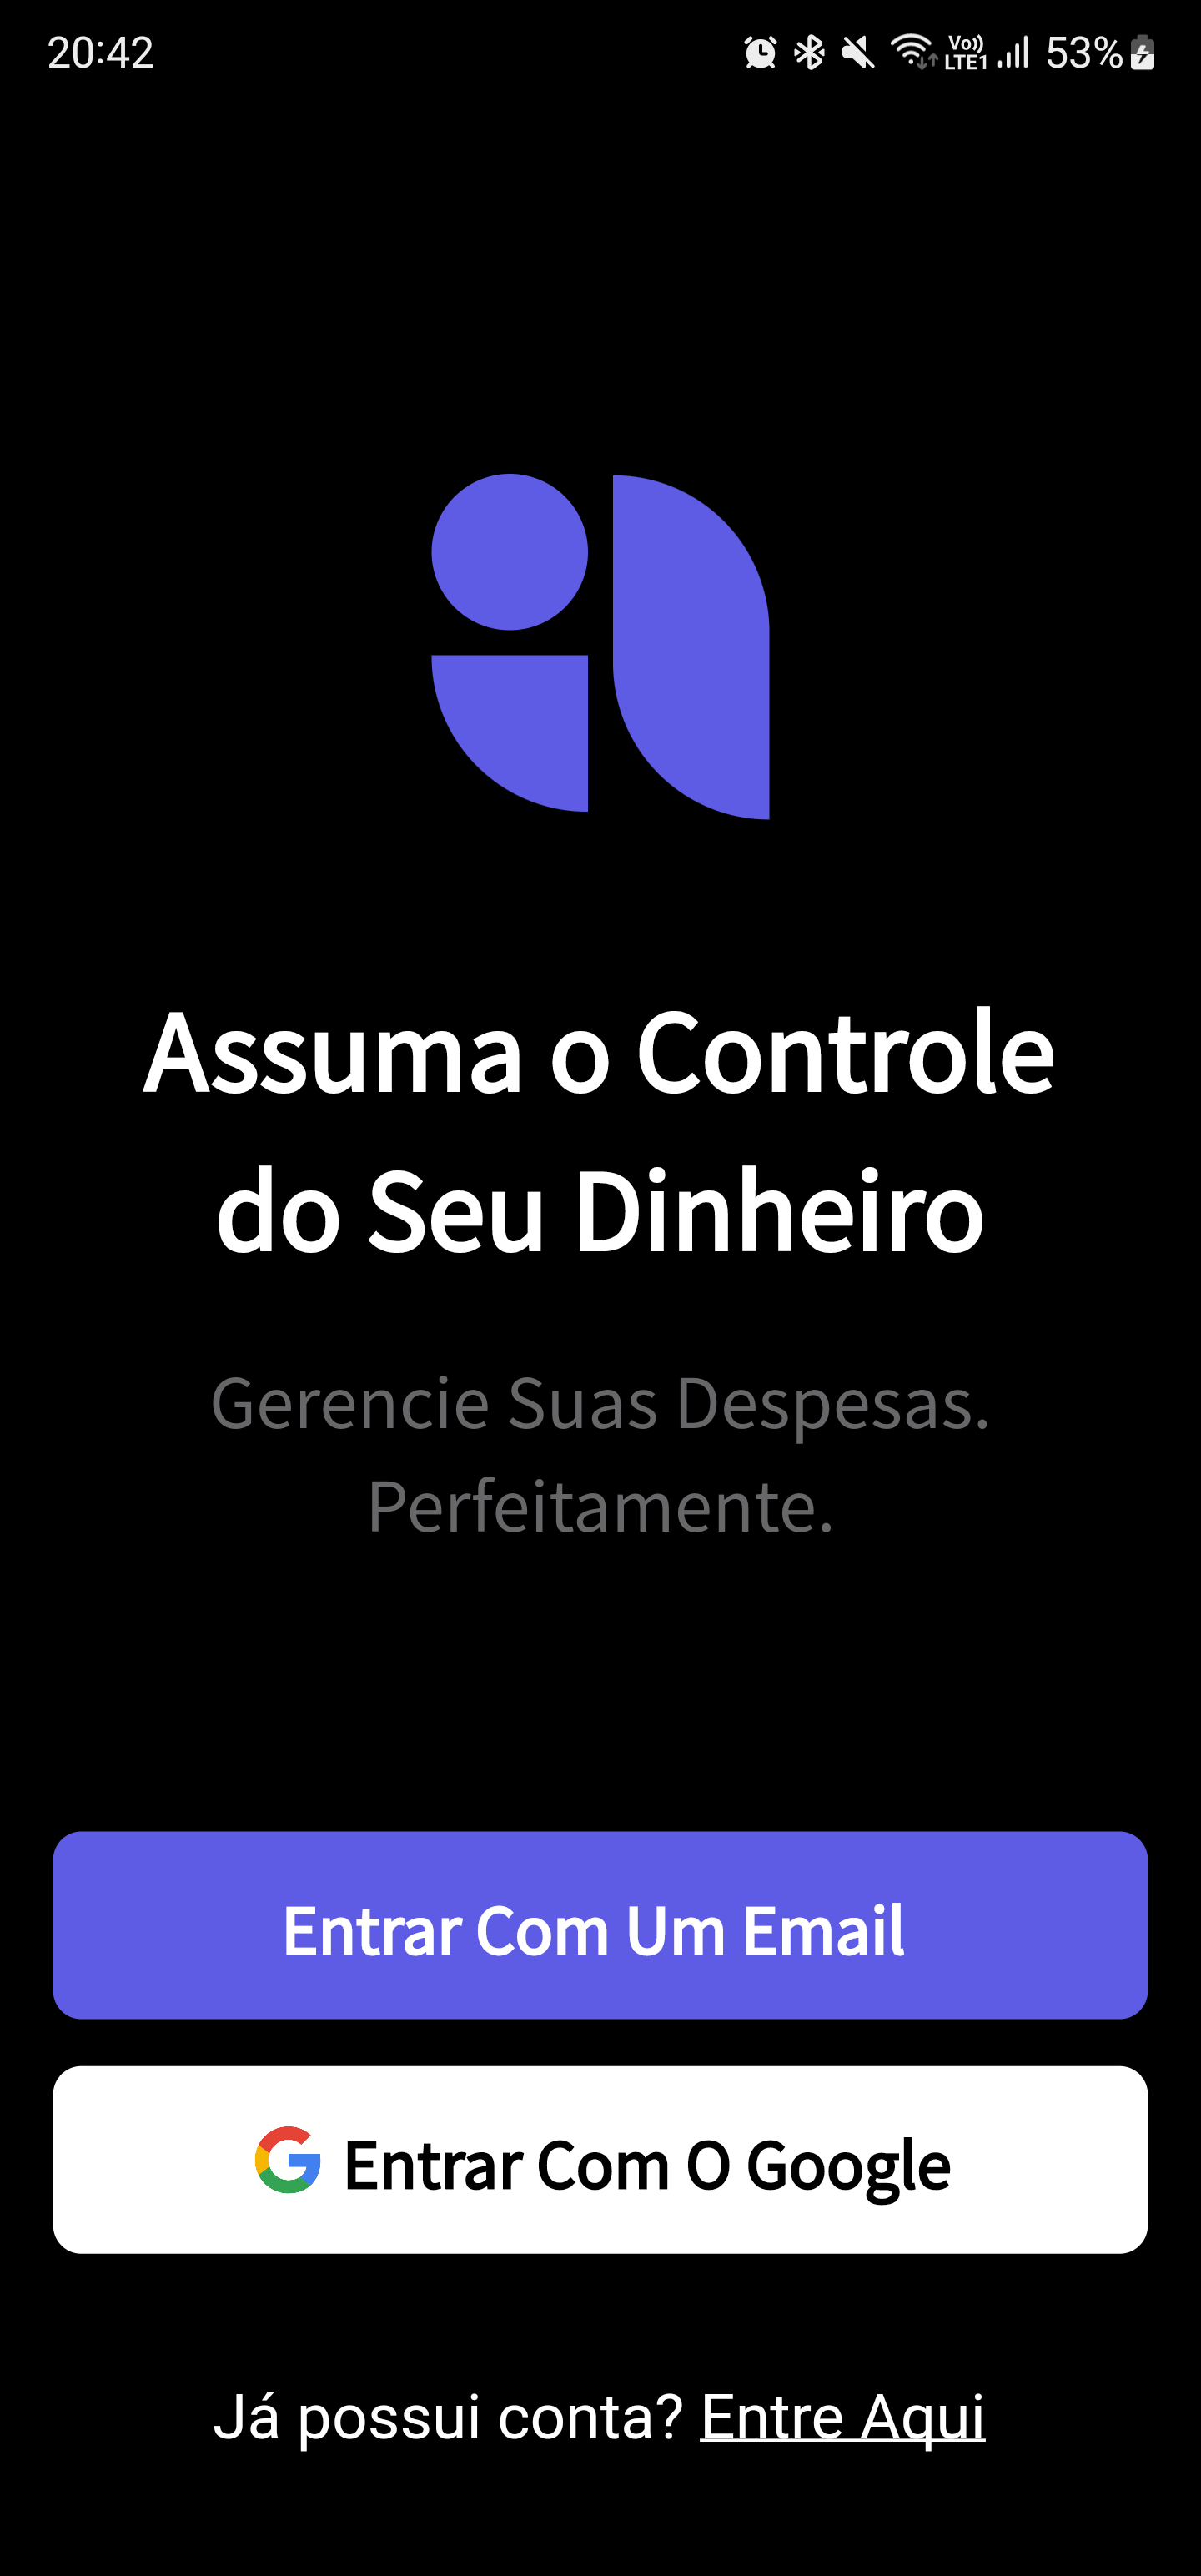 20:42
Vo)) LTE1 53%
Assuma o Controle
do Seu Dinheiro
Gerencie Suas Despesas.
Perfeitamente.
Entrar Com Um Email
Entrar Com O Google
Já possui conta? Entre Aqui